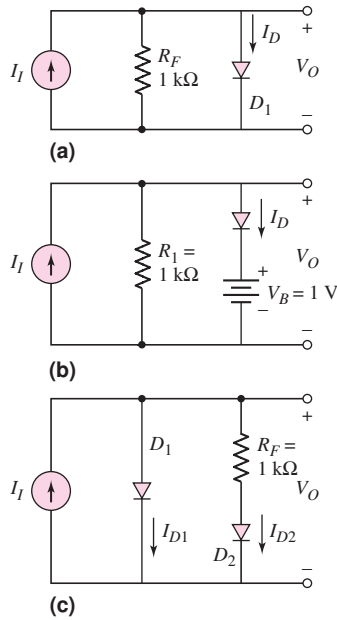 I_D
+
I_I
R_F
1 kΩ
V_O
D_1
–
(a)
+
I_D
I_I
R_1 =
1 kΩ
V_O
+
V_B = 1 V
–
–
(b)
+
D_1
R_F =
1 kΩ
I_I
V_O
I_D1
I_D2
D_2
–
(c)